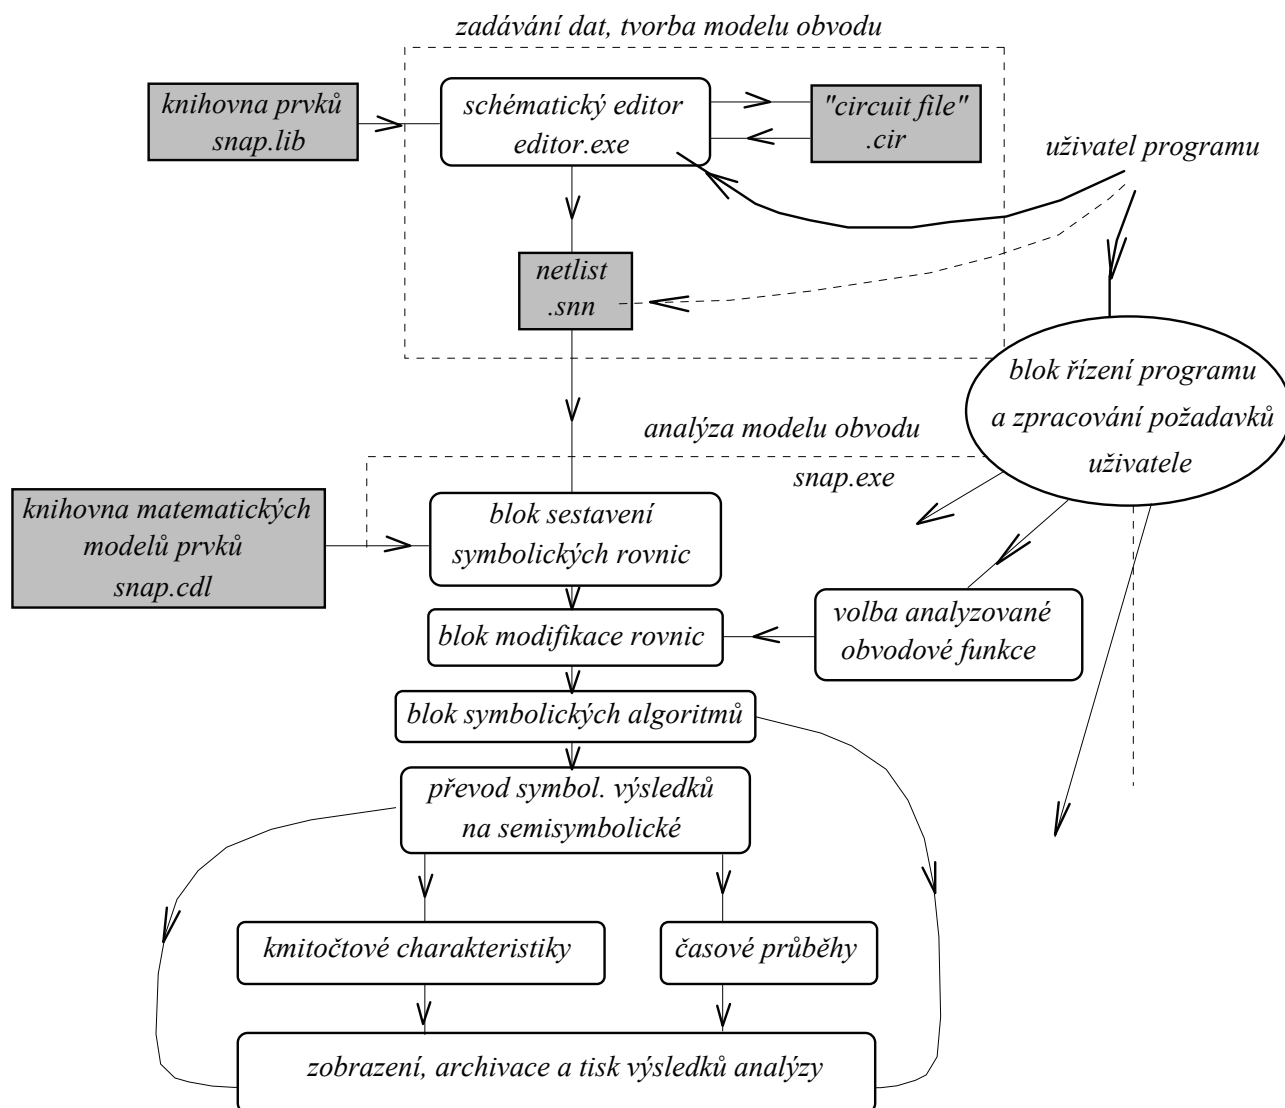 zadávání dat, tvorba modelu obvodu
knihovna prvků
snap.lib
schématický editor
editor.exe
"circuit file"
.cir
uživatel programu
netlist
.snn
blok řízení programu
a zpracování požadavků
uživatele
analýza modelu obvodu
snap.exe
knihovna matematických
modelů prvků
snap.cdl
blok sestavení
symbolických rovnic
volba analyzované
obvodové funkce
blok modifikace rovnic
blok symbolických algoritmů
převod symbol. výsledků
na semisymbolické
kmitočtové charakteristiky
časové průběhy
zobrazení, archivace a tisk výsledků analýzy